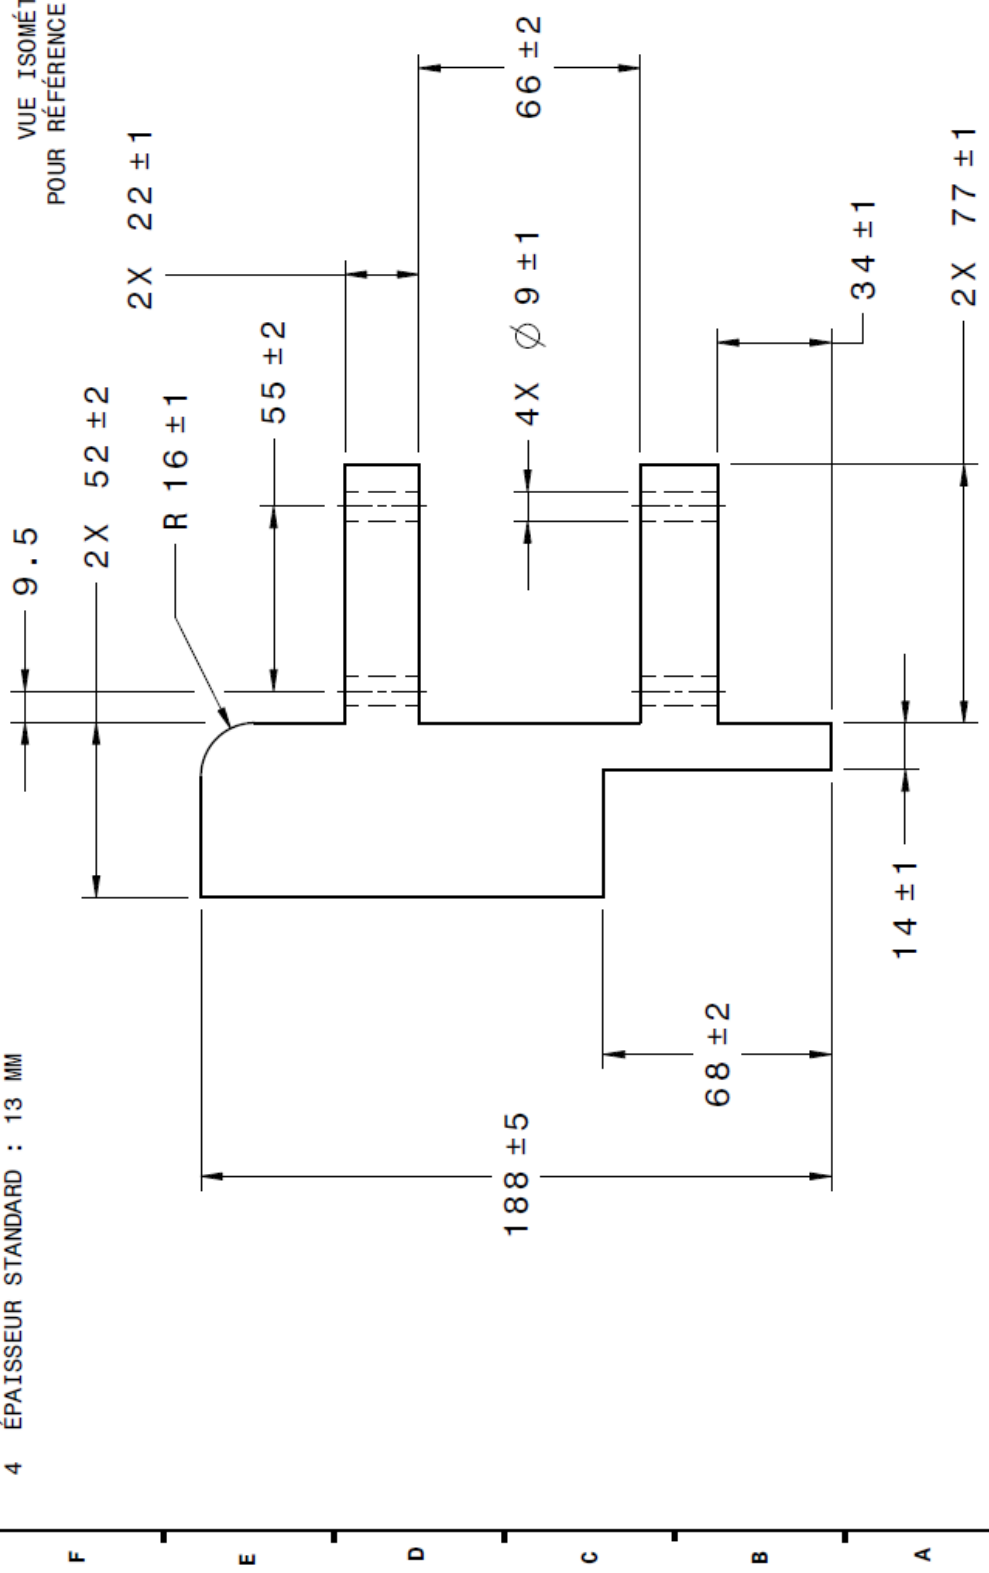 4 ÉPAISSEUR STANDARD : 13 MM
VUE ISOMÉT
POUR RÉFÉRENCE
9.5
2X 52 ±2
R 16 ±1
2X 22 ±1
55 ±2
66 ±2
4X Ø 9 ±1
188 ±5
68 ±2
34 ±1
14 ±1
2X 77 ±1
F
E
D
C
B
A